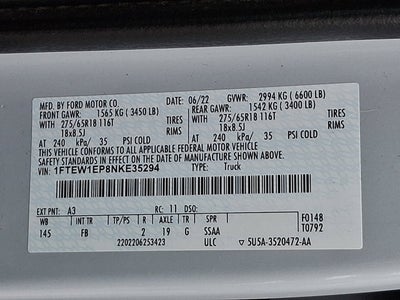 MFD. BY FORD MOTOR CO. 06/22 GVWR: 2994 KG ( 6600 LB)
FRONT GAWR: 1565 KG ( 3450 LB) REAR GAWR: 1542 KG ( 3400 LB)
WITH 275/65R18 116T TIRES WITH 275/65R18 116T TIRES
18x8.5J RIMS 18x8.5J RIMS
AT 240 kPa/ 35 PSI COLD AT 240 kPa/ 35 PSI COLD
THIS VEHICLE CONFORMS TO ALL APPLICABLE FEDERAL MOTOR VEHICLE
SAFETY STANDARDS IN EFFECT ON THE DATE OF MANUFACTURE SHOWN ABOVE.
VIN: 1FTEW1EP8NKE35294 TYPE: Truck
EXT PNT: A3 RC: 11 DSO:
WB INT TR TP/PS R AXLE TR SPR F0148
145 FB 2 19 G SSAA T0792
2202206253423 ULC 5U5A-3520472-AA